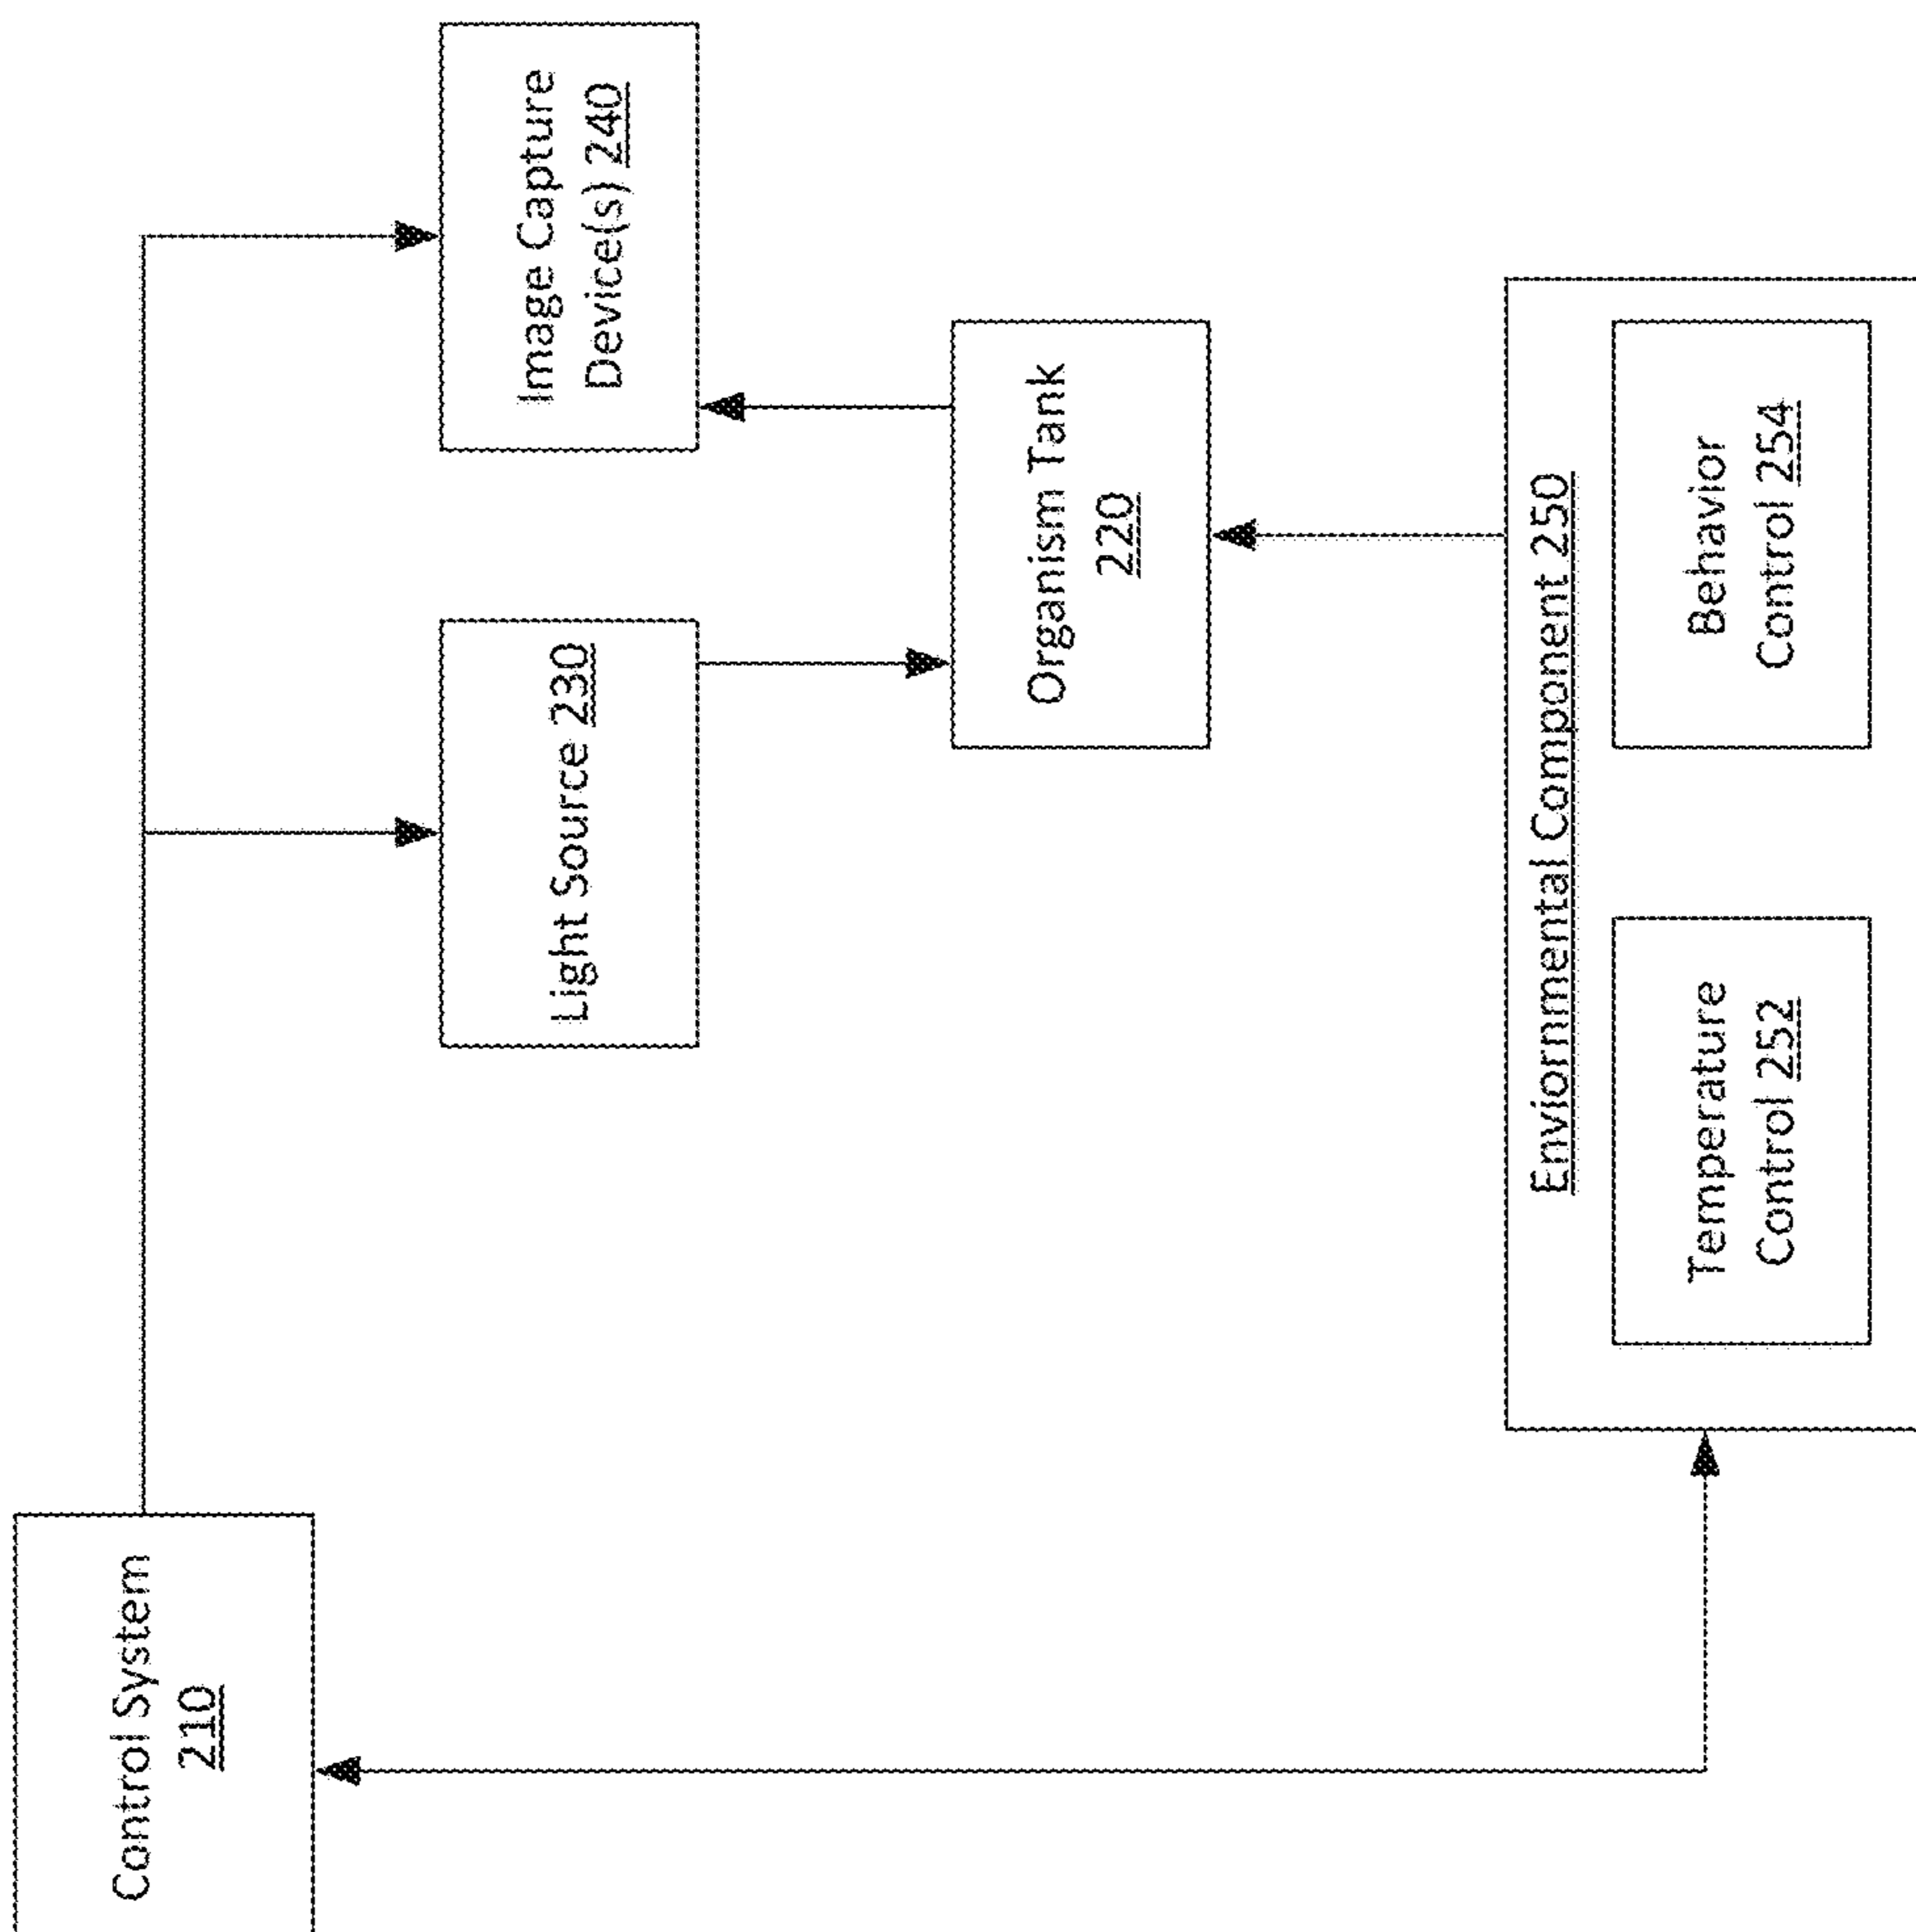 Control System
210
Light Source 230
Image Capture
Device(s) 240
Organism Tank
220
Enviornmental Component 250
Temperature
Control 252
Behavior
Control 254